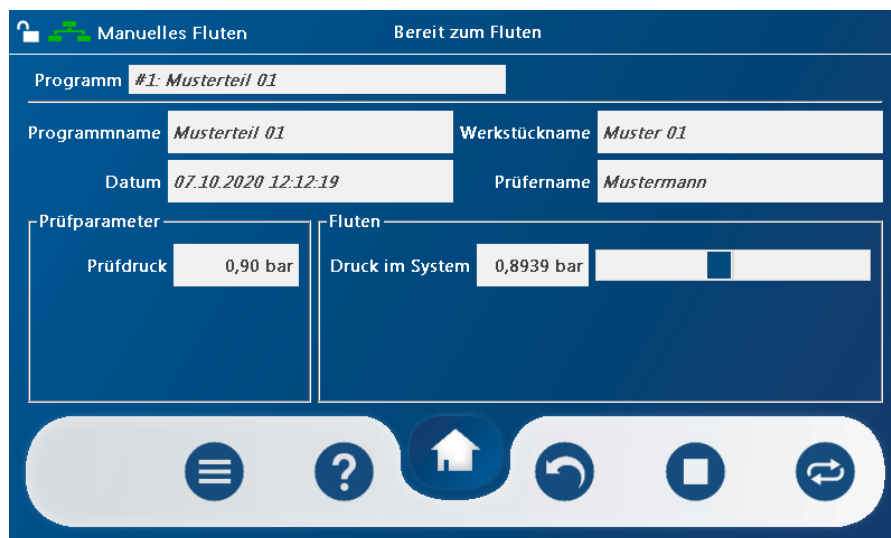 Manuelles Fluten Bereit zum Fluten
Programm #1: Musterteil 01
Programmname Musterteil 01 Werkstückname Muster 01
Datum 07.10.2020 12:12:19 Prüfername Mustermann
Prüfparameter Fluten
Prüfdruck 0,90 bar Druck im System 0,8939 bar
?